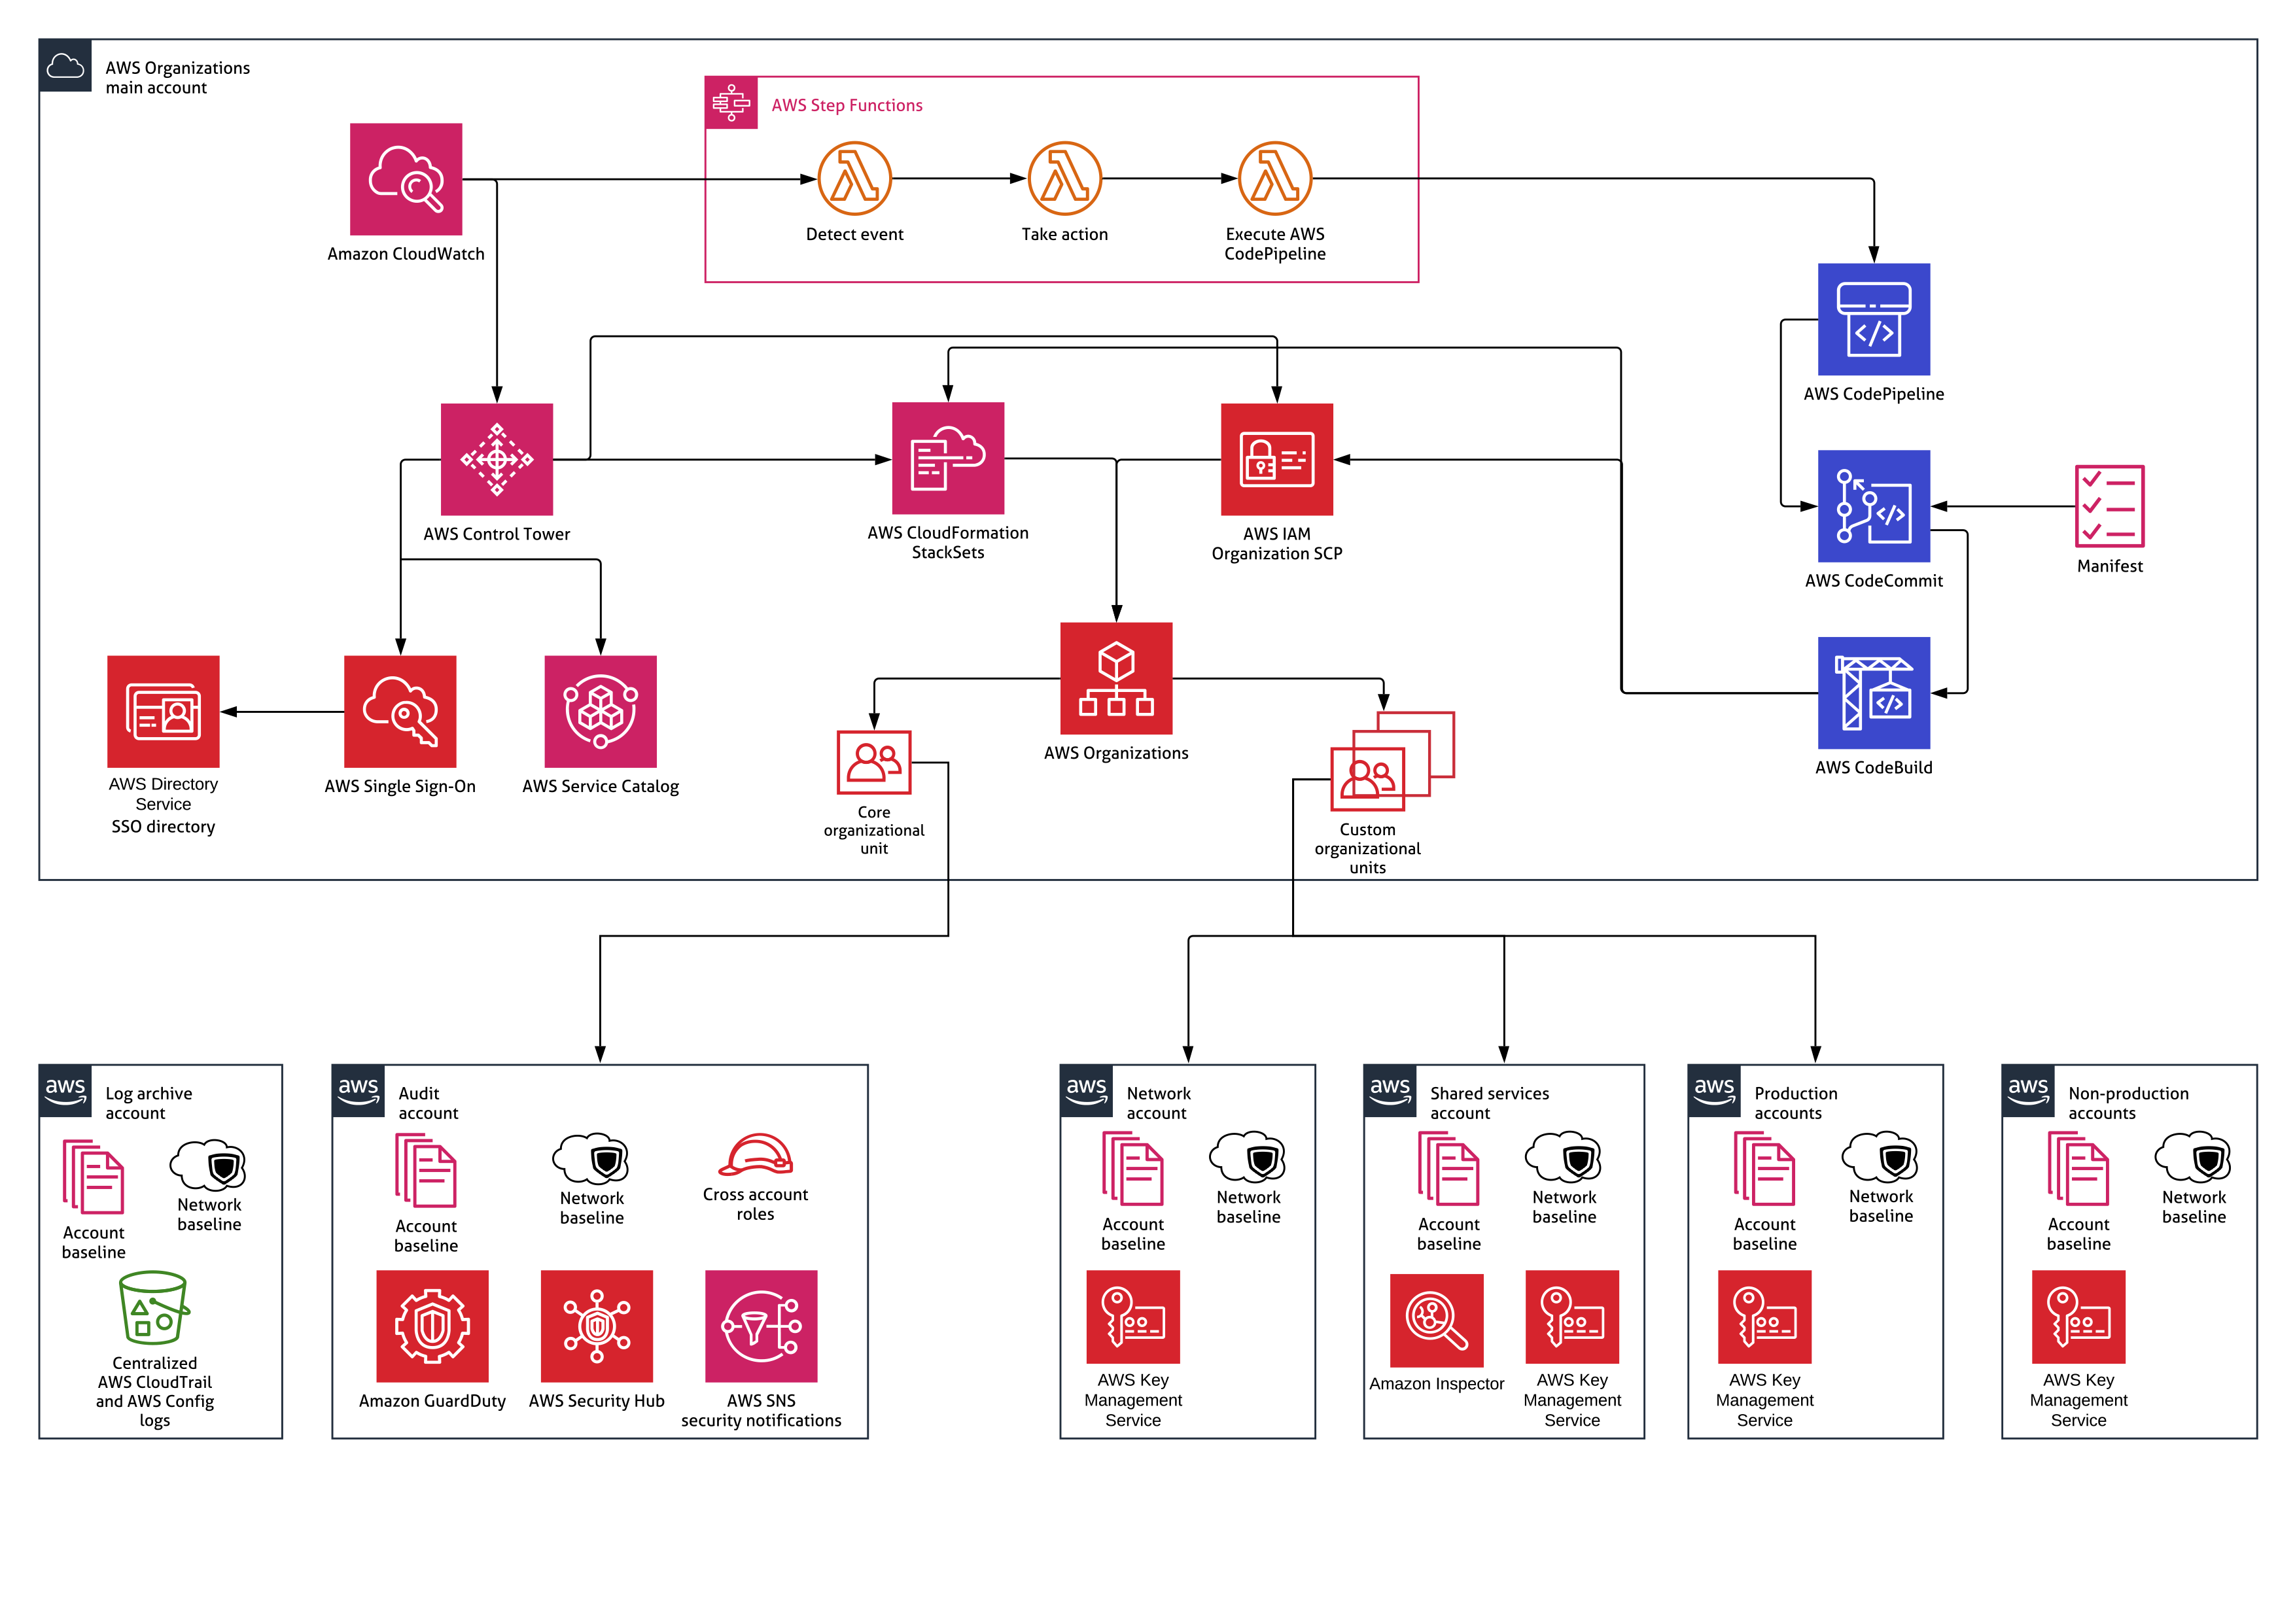 AWS Organizations
main account
AWS Step Functions
Amazon CloudWatch
Detect event
Take action
Execute AWS
CodePipeline
AWS CodePipeline
AWS Control Tower
AWS CloudFormation
StackSets
AWS IAM
Organization SCP
AWS CodeCommit
Manifest
AWS Directory
Service
SSO directory
AWS Single Sign-On
AWS Service Catalog
AWS Organizations
AWS CodeBuild
Core
organizational
unit
Custom
organizational
units
aws
Log archive
account
Account
baseline
Network
baseline
Centralized
AWS CloudTrail
and AWS Config
logs
aws
Audit
account
Account
baseline
Network
baseline
Cross account
roles
Amazon GuardDuty
AWS Security Hub
AWS SNS
security notifications
aws
Network
account
Account
baseline
Network
baseline
AWS Key
Management
Service
aws
Shared services
account
Account
baseline
Network
baseline
Amazon Inspector
AWS Key
Management
Service
aws
Production
accounts
Account
baseline
Network
baseline
AWS Key
Management
Service
aws
Non-production
accounts
Account
baseline
Network
baseline
AWS Key
Management
Service